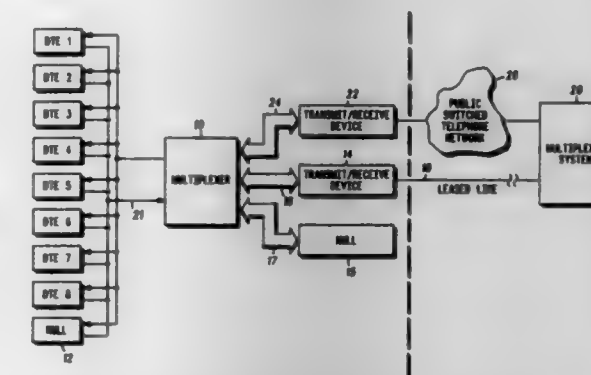 DTE 1
DTE 2
DTE 3
DTE 4
DTE 5
DTE 6
DTE 7
DTE 8
NULL
12
21
MULTIPLEXER
24
22
TRANSMIT/RECEIVE
DEVICE
14
TRANSMIT/RECEIVE
DEVICE
NULL
17
PUBLIC
SWITCHED
TELEPHONE
NETWORK
LEASED LINE
20
MULTIPLEX
SYSTEM